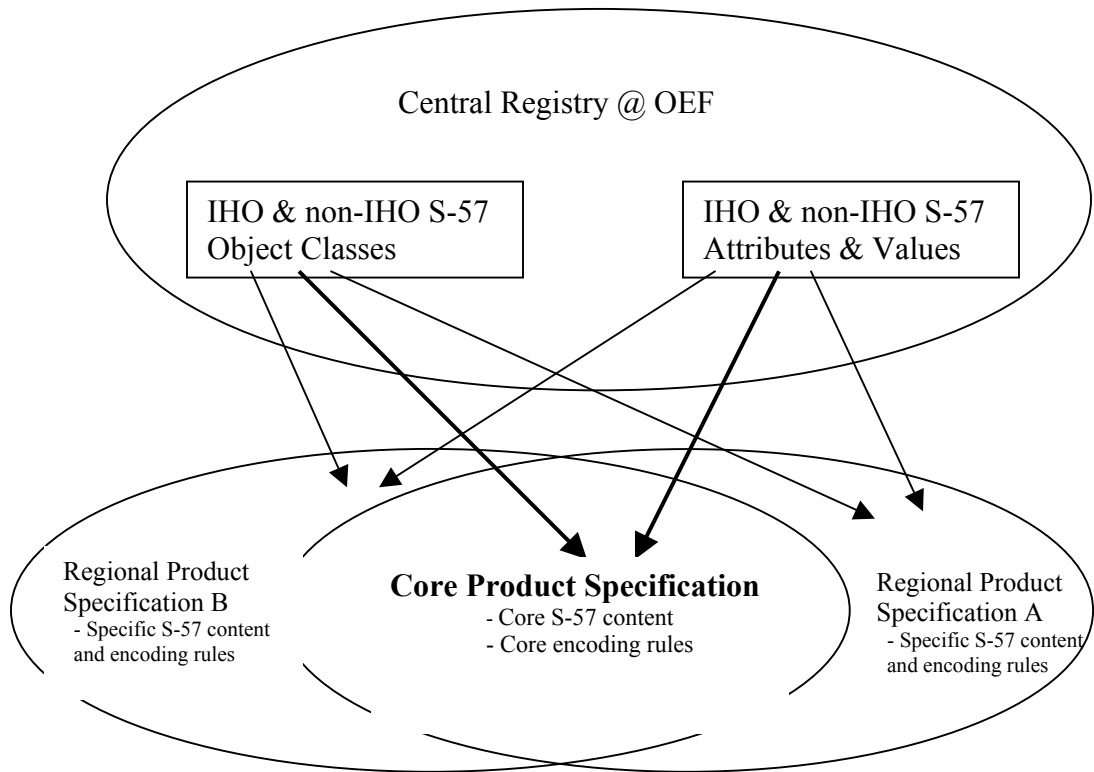 Central Registry @ OEF
IHO & non-IHO S-57
Object Classes
IHO & non-IHO S-57
Attributes & Values
Regional Product
Specification B
- Specific S-57 content
and encoding rules
Core Product Specification
- Core S-57 content
- Core encoding rules
Regional Product
Specification A
- Specific S-57 content
and encoding rules